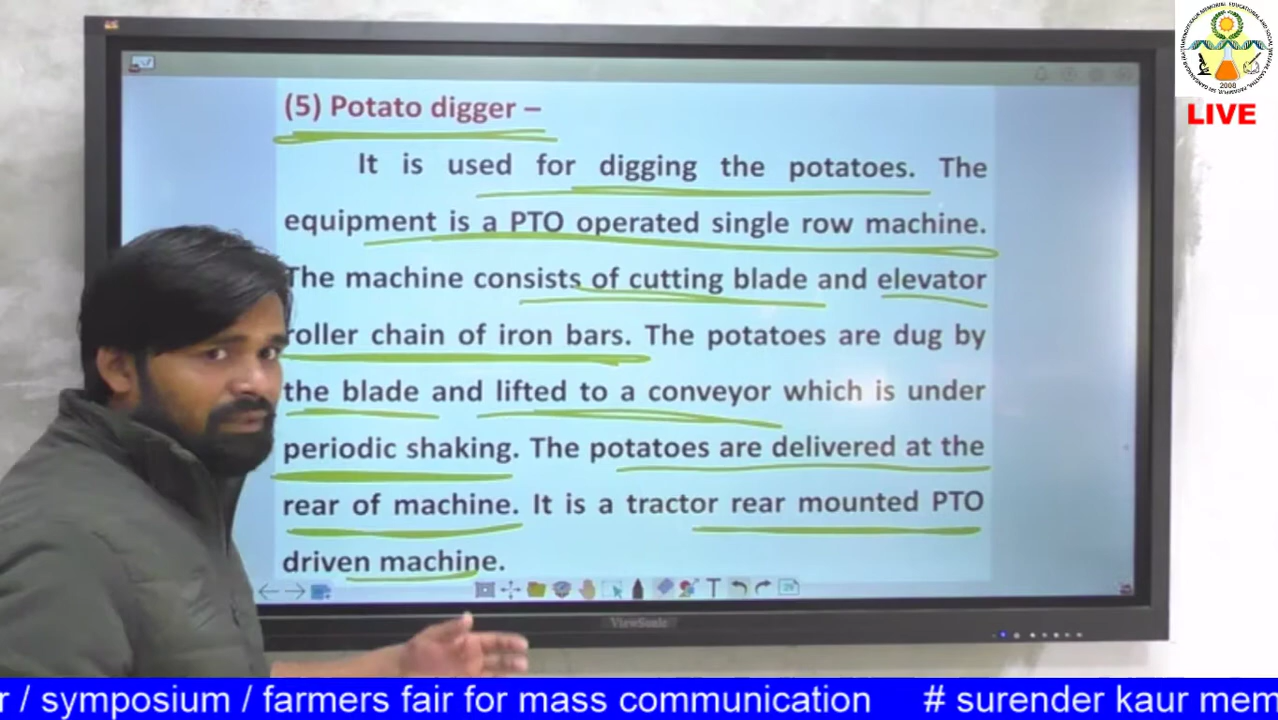 (5) Potato digger –
It is used for digging the potatoes. The
equipment is a PTO operated single row machine.
The machine consists of cutting blade and elevator
roller chain of iron bars. The potatoes are dug by
the blade and lifted to a conveyor which is under
periodic shaking. The potatoes are delivered at the
rear of machine. It is a tractor rear mounted PTO
driven machine.
ViewSonic
2008
LIVE
r / symposium / farmers fair for mass communication # surender kaur mem